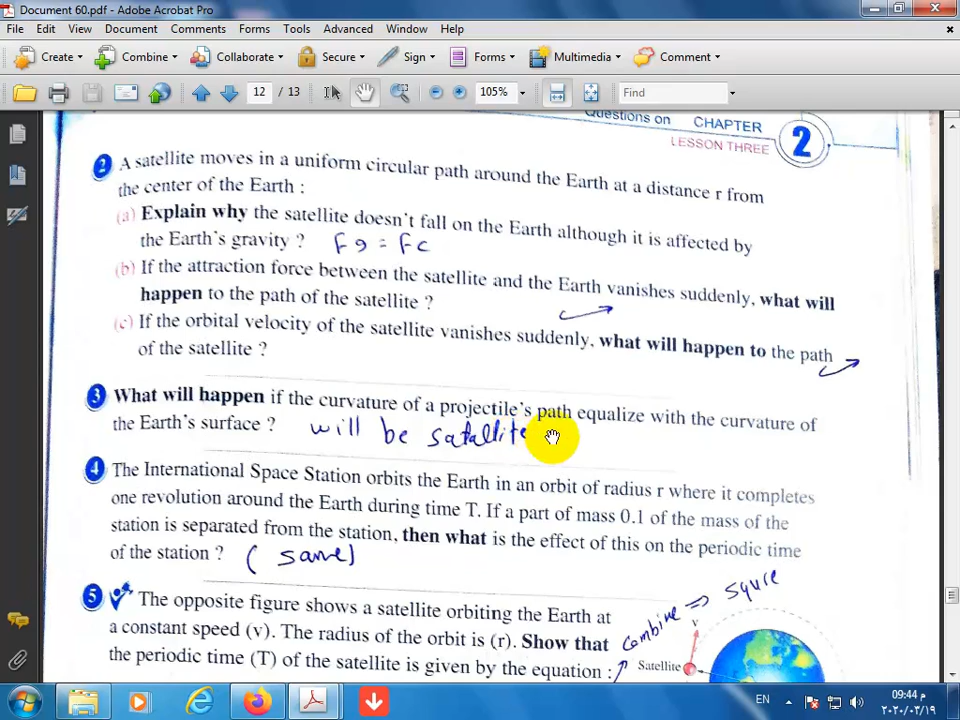 Document 60.pdf - Adobe Acrobat Pro
File Edit View Document Comments Forms Tools Advanced Window Help
Create Combine Collaborate Secure Sign Forms Multimedia Comment
12 / 13 105% Find
Questions on CHAPTER
LESSON THREE 2
2 A satellite moves in a uniform circular path around the Earth at a distance r from
the center of the Earth :
(a) Explain why the satellite doesn't fall on the Earth although it is affected by
the Earth's gravity ? Fg = Fc
(b) If the attraction force between the satellite and the Earth vanishes suddenly, what will
happen to the path of the satellite ?
(c) If the orbital velocity of the satellite vanishes suddenly, what will happen to the path
of the satellite ?
3 What will happen if the curvature of a projectile's path equalize with the curvature of
the Earth's surface ? will be satallite
4 The International Space Station orbits the Earth in an orbit of radius r where it completes
one revolution around the Earth during time T. If a part of mass 0.1 of the mass of the
station is separated from the station, then what is the effect of this on the periodic time
of the station ? ( same)
5 The opposite figure shows a satellite orbiting the Earth at
a constant speed (v). The radius of the orbit is (r). Show that
the periodic time (T) of the satellite is given by the equation :
combine ⇒ squre
v
Satellite
EN
09:44 م
٢٠٢٠/٠٣/١٩